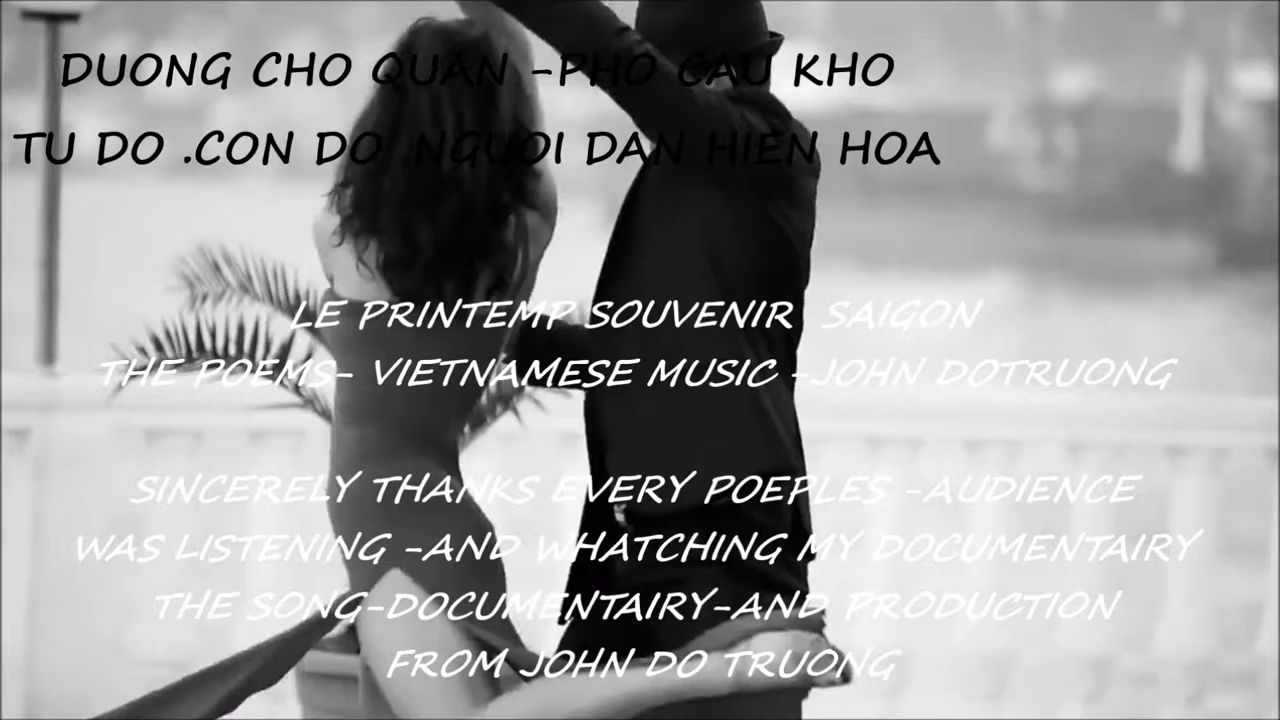 DUONG CHO QUAN -PHO CAU KHO
TU DO .CON DO .NGUOI DAN HIEN HOA
LE PRINTEMP SOUVENIR SAIGON
THE POEMS- VIETNAMESE MUSIC -JOHN DOTRUONG
SINCERELY THANKS EVERY POEPLES -AUDIENCE
WAS LISTENING -AND WHATCHING MY DOCUMENTAIRY
THE SONG-DOCUMENTAIRY-AND PRODUCTION
FROM JOHN DO TRUONG